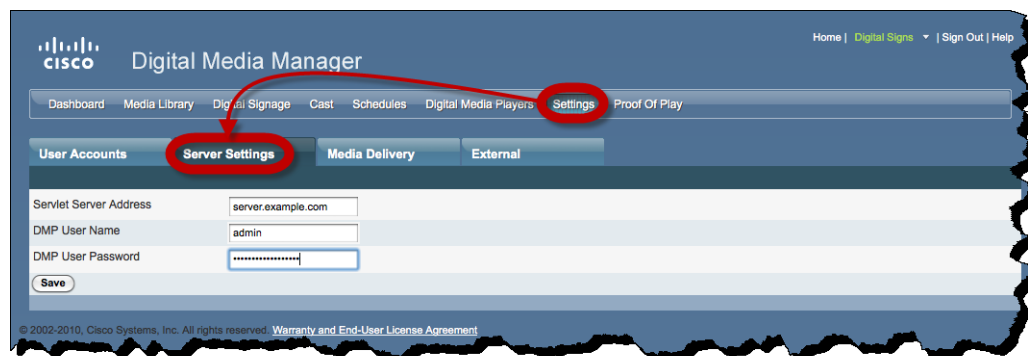 Home | Digital Signs | Sign Out | Help
CISCO Digital Media Manager
Dashboard Media Library Digital Signage Cast Schedules Digital Media Players Settings Proof Of Play
User Accounts Server Settings Media Delivery External
Servlet Server Address server.example.com
DMP User Name admin
DMP User Password
Save
© 2002-2010, Cisco Systems, Inc. All rights reserved. Warranty and End-User License Agreement